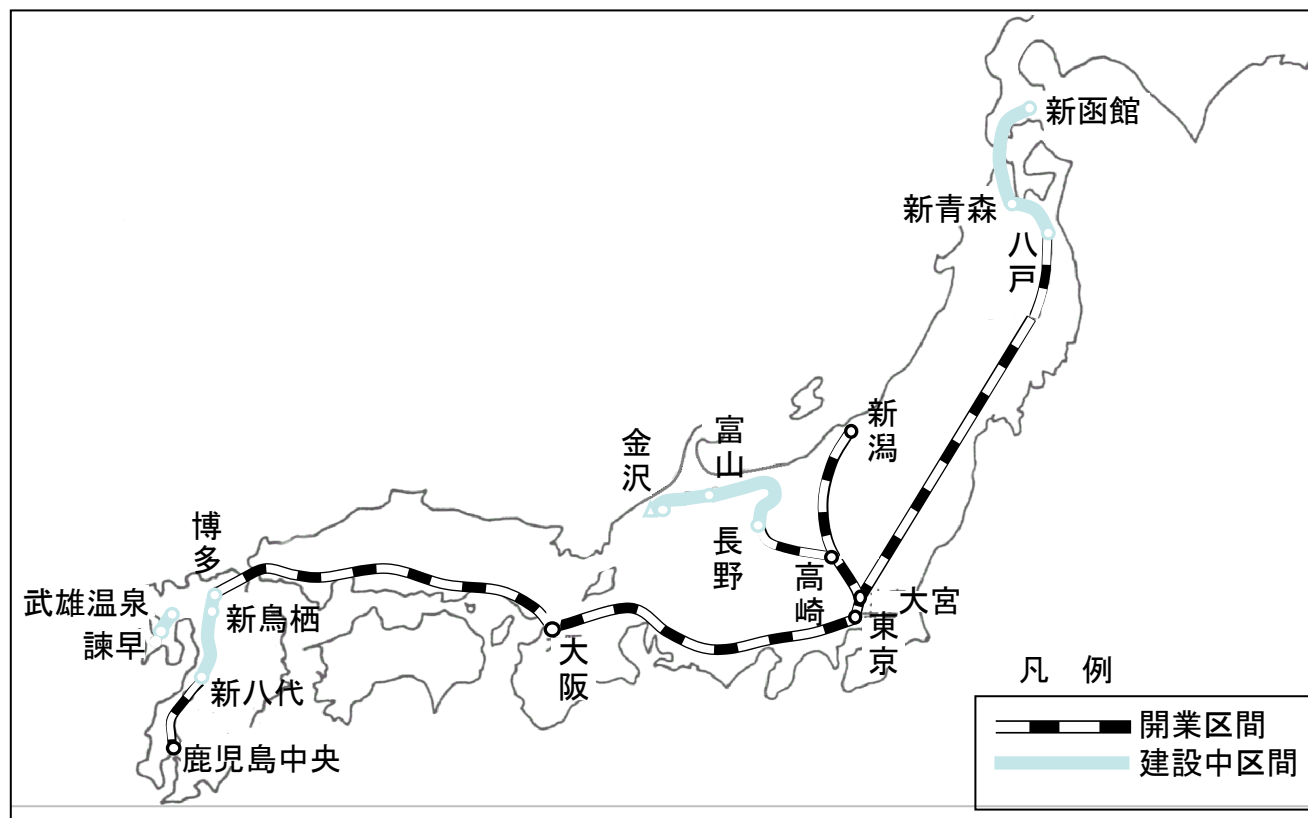 新函館
新青森
八戸
新潟
富山
金沢
長野
高崎
大宮
東京
博多
武雄温泉
新鳥栖
諫早
大阪
新八代
鹿児島中央
凡 例
開業区間
建設中区間